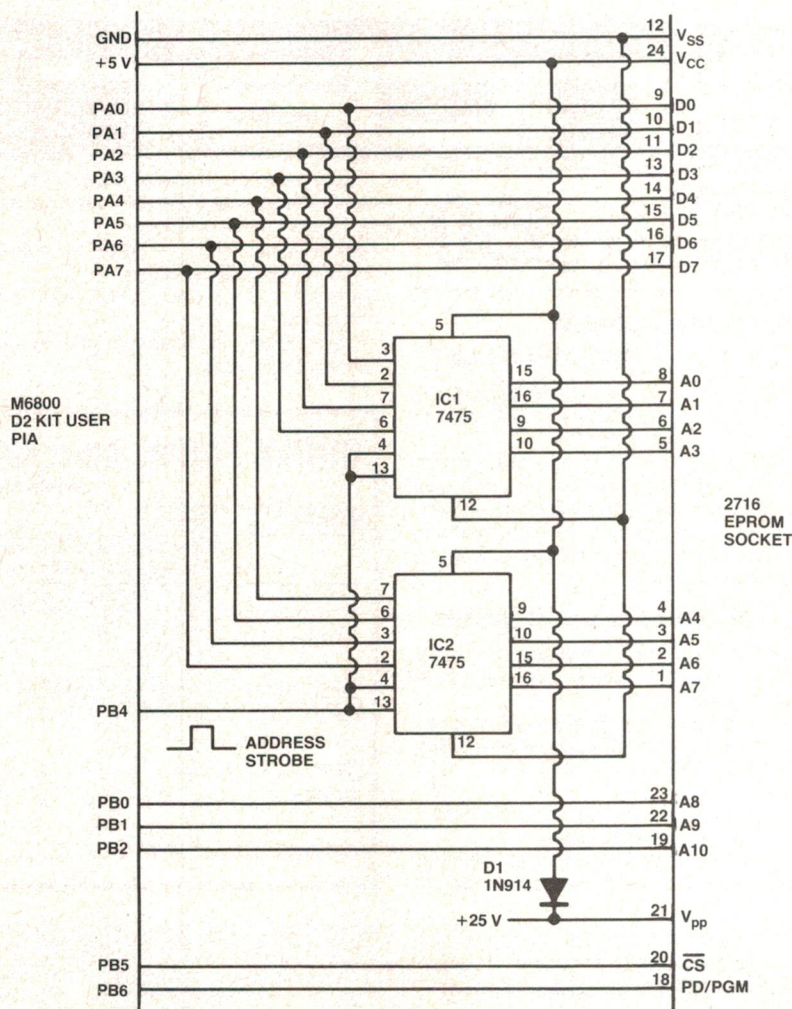 GND 12 VSS
+5 V 24 VCC
PA0 9 D0
PA1 10 D1
PA2 11 D2
PA3 13 D3
PA4 14 D4
PA5 15 D5
PA6 16 D6
PA7 17 D7
5
3 15 8 A0
2 16 7 A1
7 9 6 A2
6 10 5 A3
4
13
IC1
7475
12
M6800
D2 KIT USER
PIA
2716
EPROM
SOCKET
5
7 9 4 A4
6 10 3 A5
3 15 2 A6
2 16 1 A7
4
IC2
7475
PB4 13
12
ADDRESS
STROBE
PB0 23 A8
PB1 22 A9
PB2 19 A10
D1
1N914
+25 V 21 Vpp
PB5 20 C̅S̅
PB6 18 PD/PGM